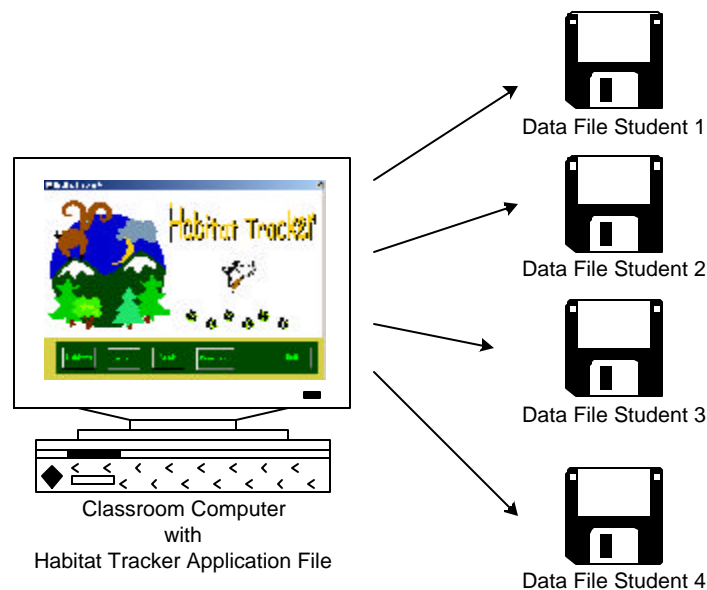 Data File Student 1
Habitat Tracker
Data File Student 2
Data File Student 3
Classroom Computer
with
Habitat Tracker Application File
Data File Student 4